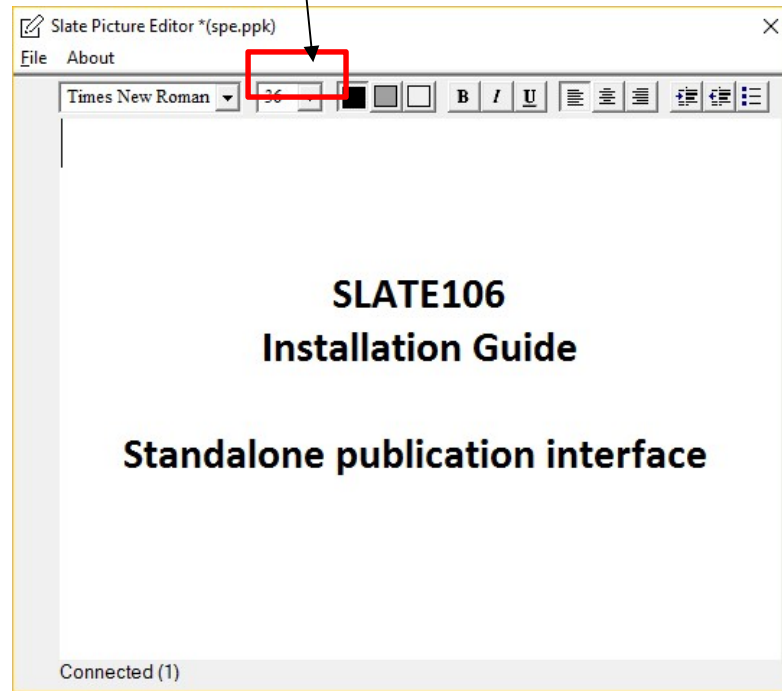 Slate Picture Editor *(spe.ppk)
File About
Times New Roman 36 B I U
SLATE106
Installation Guide
Standalone publication interface
Connected (1)